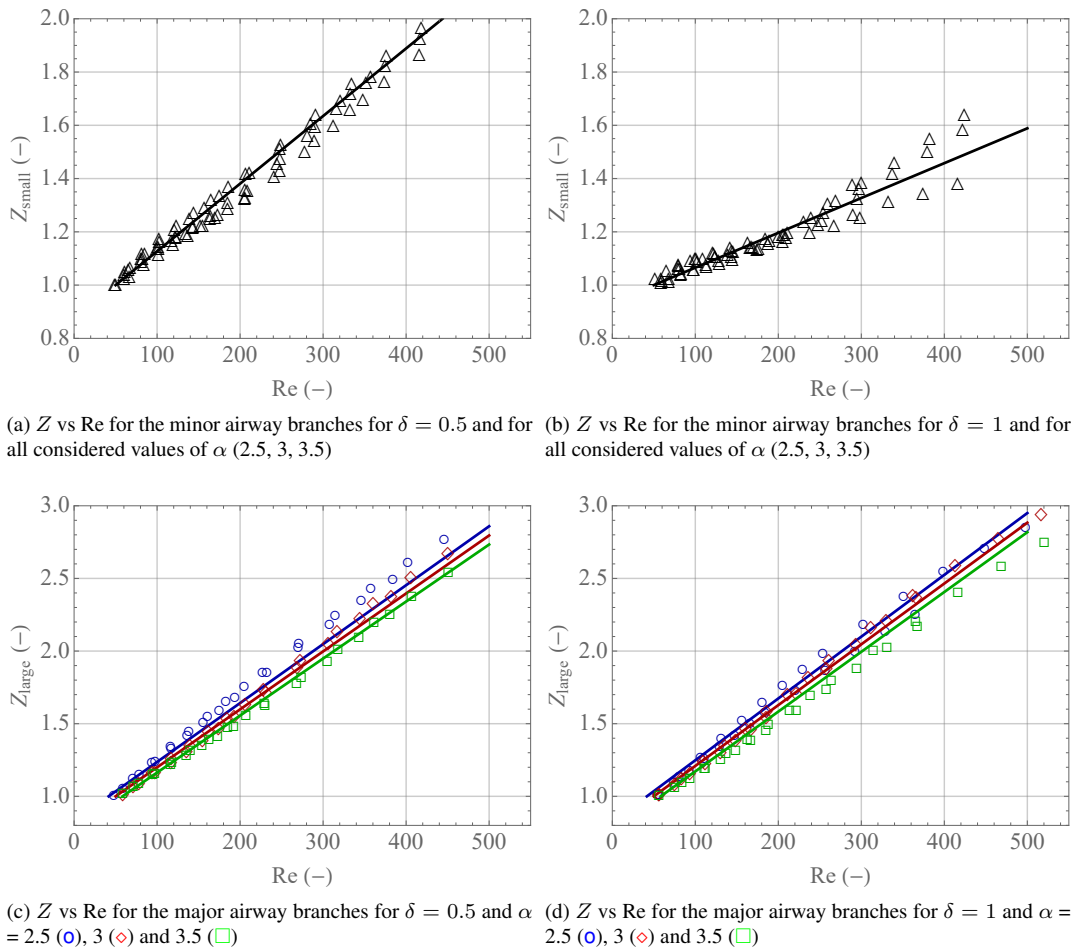 2.0
1.8
1.6
1.4
1.2
1.0
0.8
Z_small (−)
0 100 200 300 400 500
Re (−)
2.0
1.8
1.6
1.4
1.2
1.0
0.8
Z_small (−)
0 100 200 300 400 500
Re (−)
(a) Z vs Re for the minor airway branches for δ = 0.5 and for
all considered values of α (2.5, 3, 3.5)
(b) Z vs Re for the minor airway branches for δ = 1 and for
all considered values of α (2.5, 3, 3.5)
3.0
2.5
2.0
1.5
1.0
Z_large (−)
0 100 200 300 400 500
Re (−)
3.0
2.5
2.0
1.5
1.0
Z_large (−)
0 100 200 300 400 500
Re (−)
(c) Z vs Re for the major airway branches for δ = 0.5 and α
= 2.5 (o), 3 (◇) and 3.5 (□)
(d) Z vs Re for the major airway branches for δ = 1 and α =
2.5 (o), 3 (◇) and 3.5 (□)